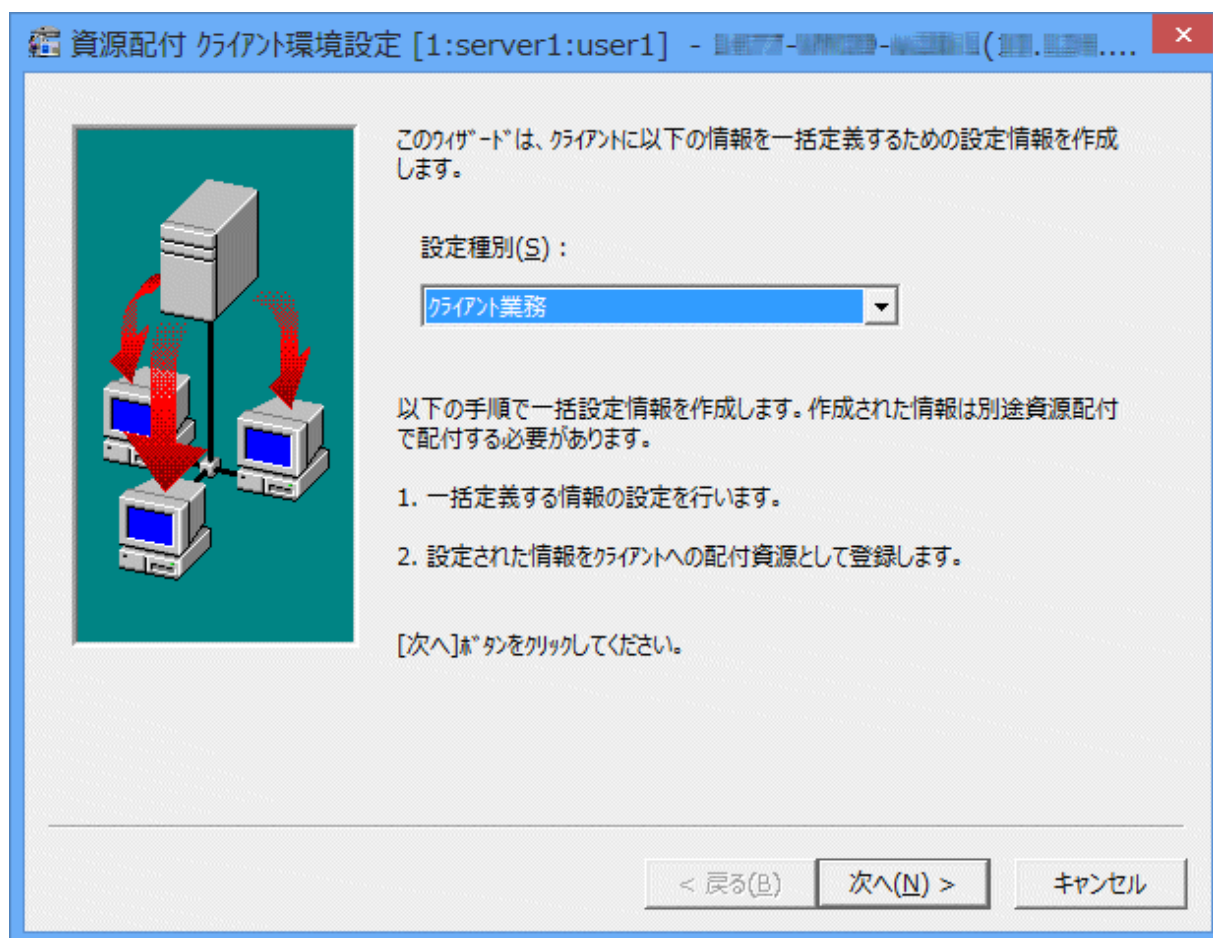 資源配付 ｸﾗｲｱﾝﾄ環境設定 [1:server1:user1] -
このｳｨｻﾞｰﾄﾞは、ｸﾗｲｱﾝﾄに以下の情報を一括定義するための設定情報を作成
します。
設定種別(S)：
ｸﾗｲｱﾝﾄ業務
以下の手順で一括設定情報を作成します。作成された情報は別途資源配付
で配付する必要があります。
1. 一括定義する情報の設定を行います。
2. 設定された情報をｸﾗｲｱﾝﾄへの配付資源として登録します。
[次へ]ﾎﾞﾀﾝをｸﾘｯｸしてください。
< 戻る(B)
次へ(N) >
キャンセル